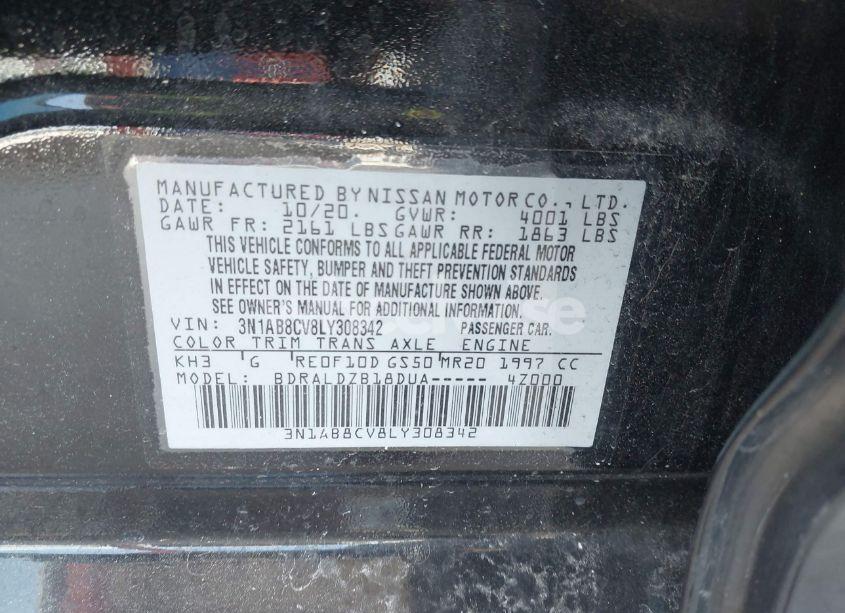 MANUFACTURED BY NISSAN MOTOR CO., LTD.
DATE: 10/20. GVWR: 4001 LBS
GAWR FR: 2161 LBS GAWR RR: 1863 LBS
THIS VEHICLE CONFORMS TO ALL APPLICABLE FEDERAL MOTOR
VEHICLE SAFETY, BUMPER AND THEFT PREVENTION STANDARDS
IN EFFECT ON THE DATE OF MANUFACTURE SHOWN ABOVE.
SEE OWNER'S MANUAL FOR ADDITIONAL INFORMATION.
VIN: 3N1AB8CV8LY308342 PASSENGER CAR.
COLOR TRIM TRANS AXLE ENGINE
KH3 G RE0F10D GS50 MR20 1997 CC
MODEL: BDRALDZB18DUA----- 4Z000
3N1AB8CV8LY308342